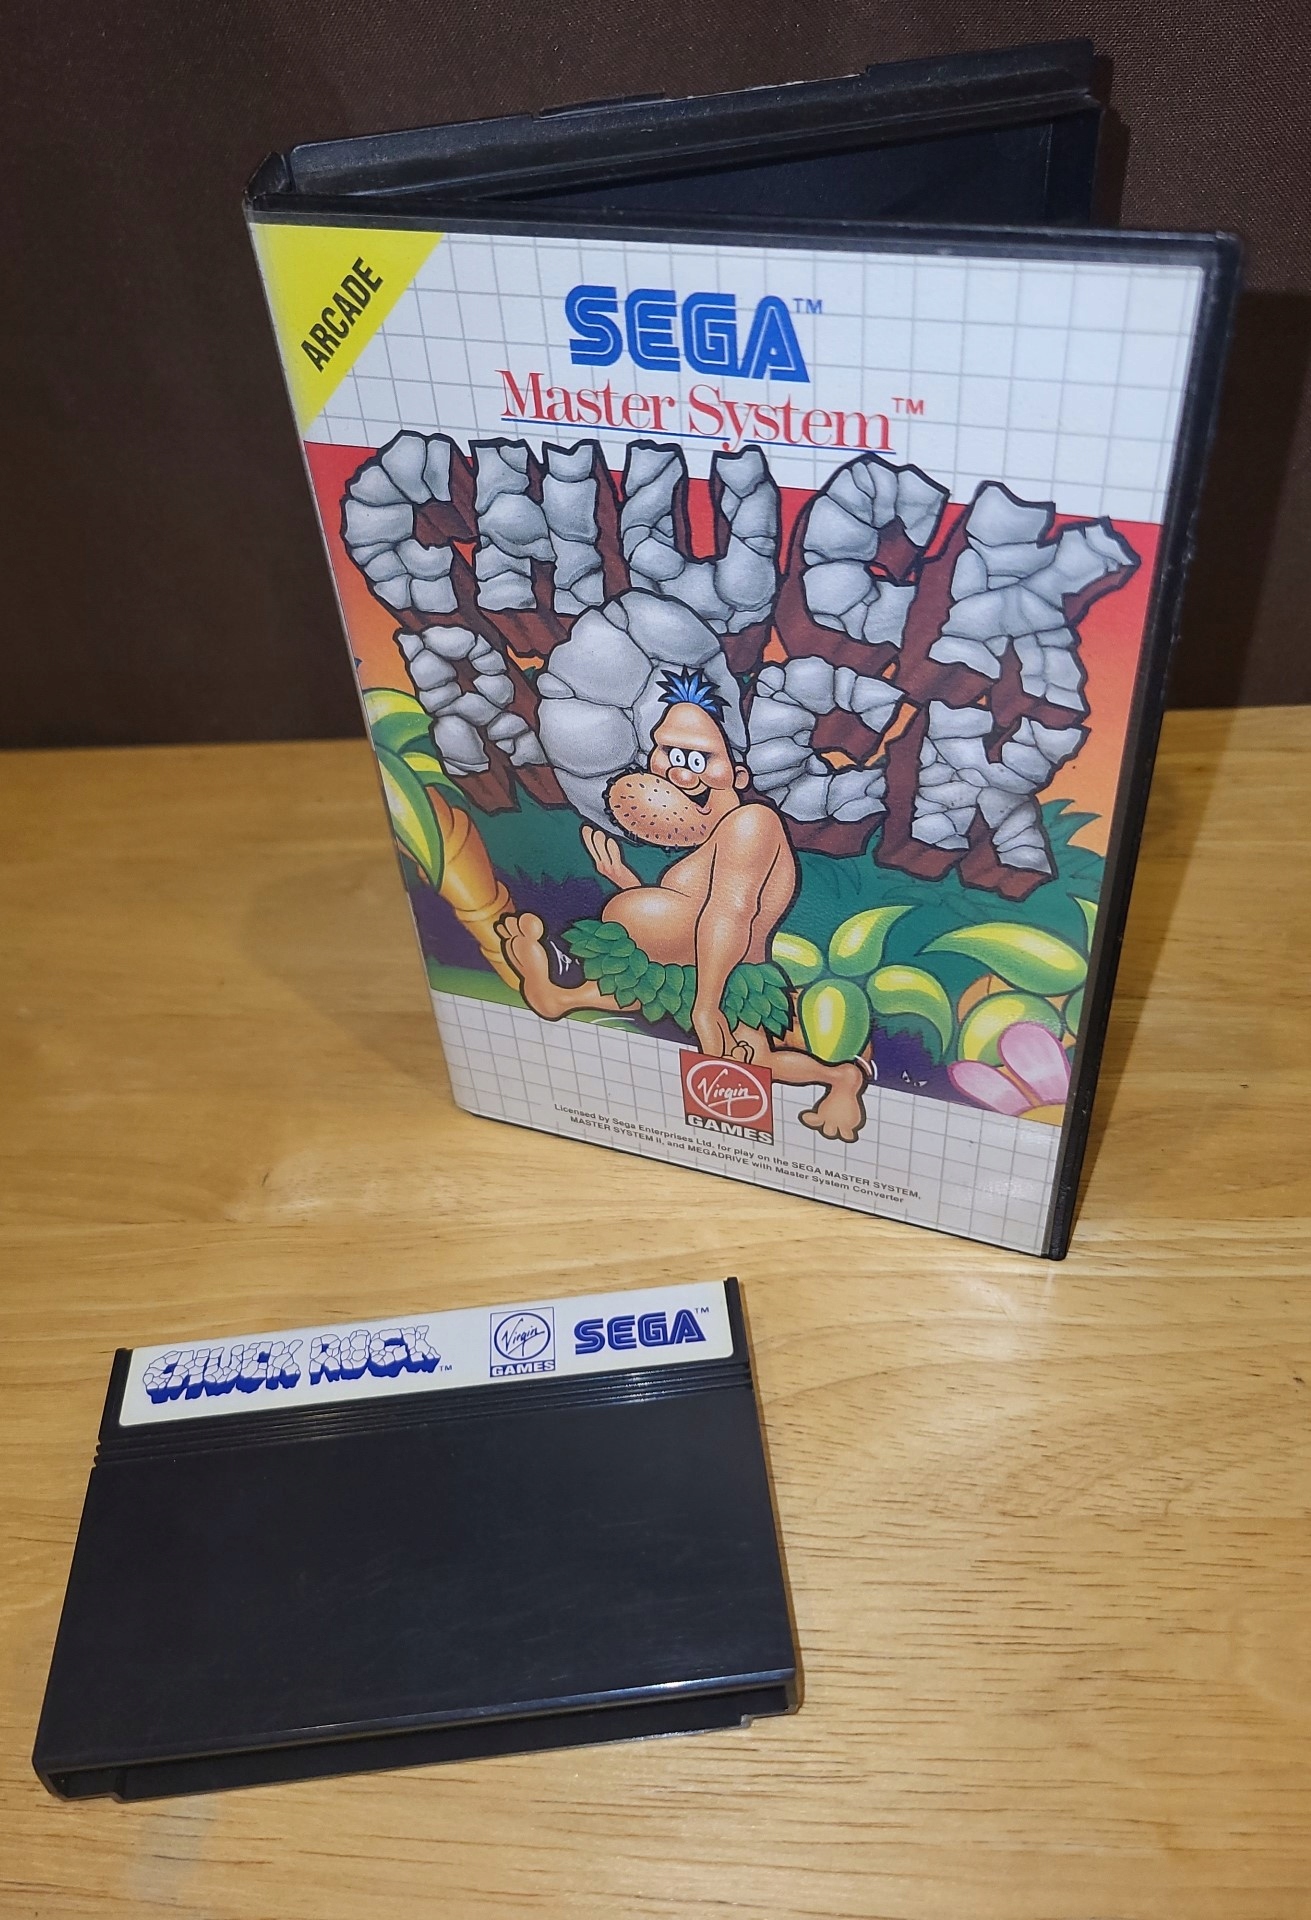 ARCADE
SEGA™
Master System™
CHUCK
ROCK
Virgin
GAMES
Licensed by Sega Enterprises Ltd. for play on the SEGA MASTER SYSTEM,
MASTER SYSTEM II, and MEGADRIVE with Master System Converter
CHUCK ROCK™
Virgin
GAMES
SEGA™